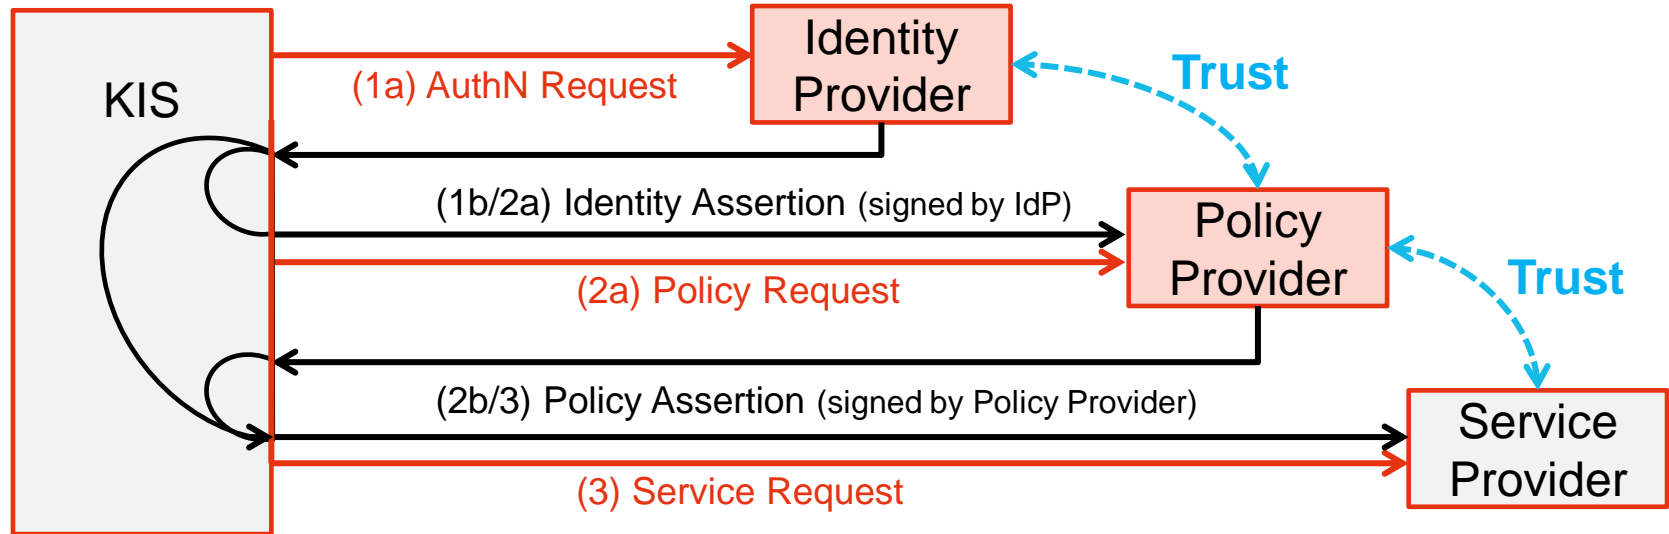 Identity
Provider
KIS
(1a) AuthN Request
Trust
(1b/2a) Identity Assertion (signed by IdP)
Policy
Provider
(2a) Policy Request
Trust
(2b/3) Policy Assertion (signed by Policy Provider)
Service
Provider
(3) Service Request